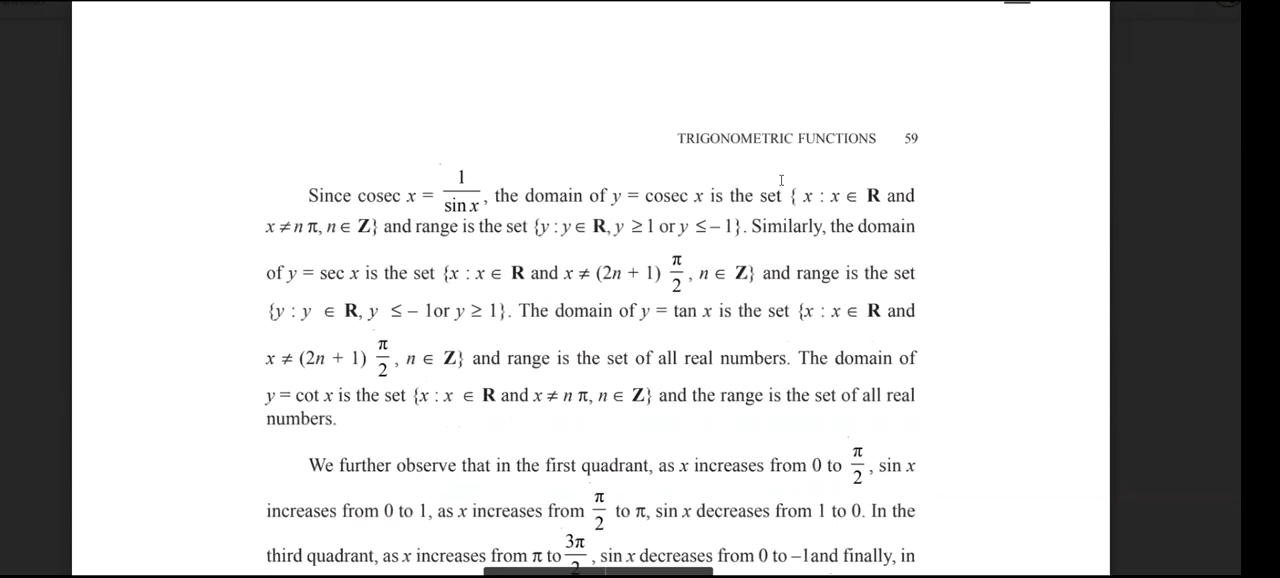 TRIGONOMETRIC FUNCTIONS 59
Since cosec x = 1/sin x, the domain of y = cosec x is the set { x : x ∈ R and
x ≠ n π, n ∈ Z} and range is the set {y : y ∈ R, y ≥ 1 or y ≤ – 1}. Similarly, the domain
of y = sec x is the set {x : x ∈ R and x ≠ (2n + 1) π/2, n ∈ Z} and range is the set
{y : y ∈ R, y ≤ – 1or y ≥ 1}. The domain of y = tan x is the set {x : x ∈ R and
x ≠ (2n + 1) π/2, n ∈ Z} and range is the set of all real numbers. The domain of
y = cot x is the set {x : x ∈ R and x ≠ n π, n ∈ Z} and the range is the set of all real
numbers.
We further observe that in the first quadrant, as x increases from 0 to π/2, sin x
increases from 0 to 1, as x increases from π/2 to π, sin x decreases from 1 to 0. In the
third quadrant, as x increases from π to 3π/2, sin x decreases from 0 to –1and finally, in